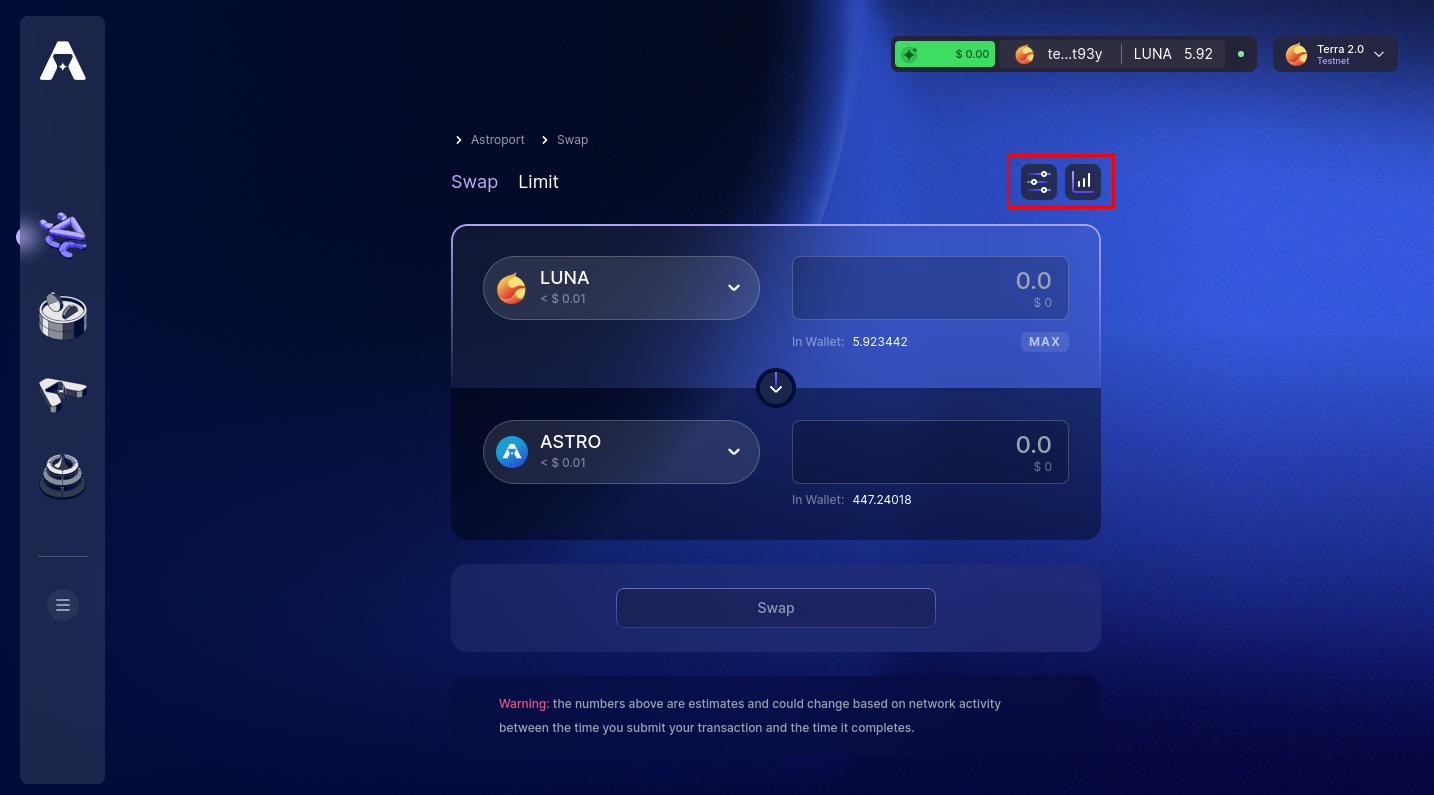 $ 0.00
te...t93y
LUNA 5.92
Terra 2.0
Testnet
Astroport
Swap
Swap
Limit
LUNA
< $ 0.01
0.0
$ 0
In Wallet: 5.923442
MAX
ASTRO
< $ 0.01
0.0
$ 0
In Wallet: 447.24018
Swap
Warning: the numbers above are estimates and could change based on network activity
between the time you submit your transaction and the time it completes.